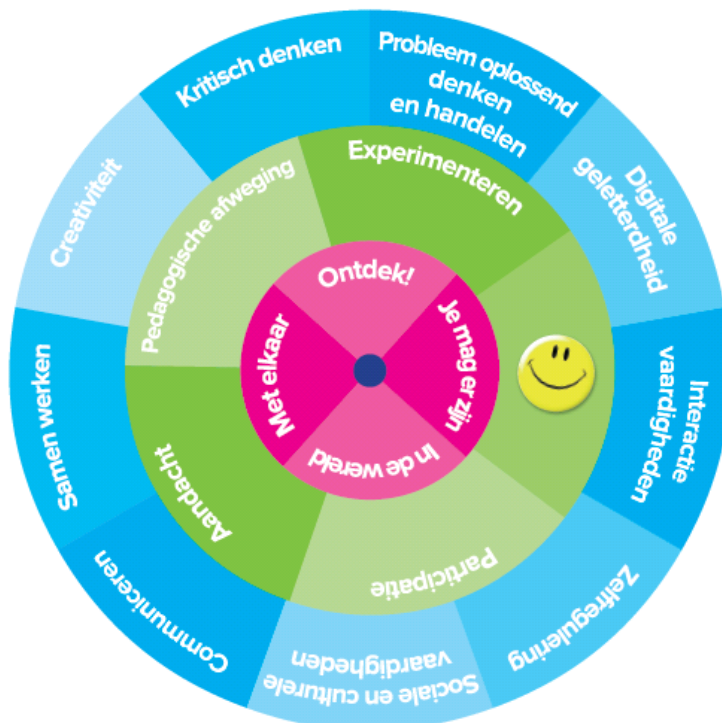 Kritisch denken
Probleem oplossend
denken
en handelen
Digitale
geletterdheid
Interactie
vaardigheden
Zelfregulering
Sociale en culturele
vaardigheden
Communiceren
Samen werken
Creativiteit
Pedagogische afweging
Experimenteren
Participatie
Aandacht
Ontdek!
Je mag er zijn
In de wereld
Met elkaar